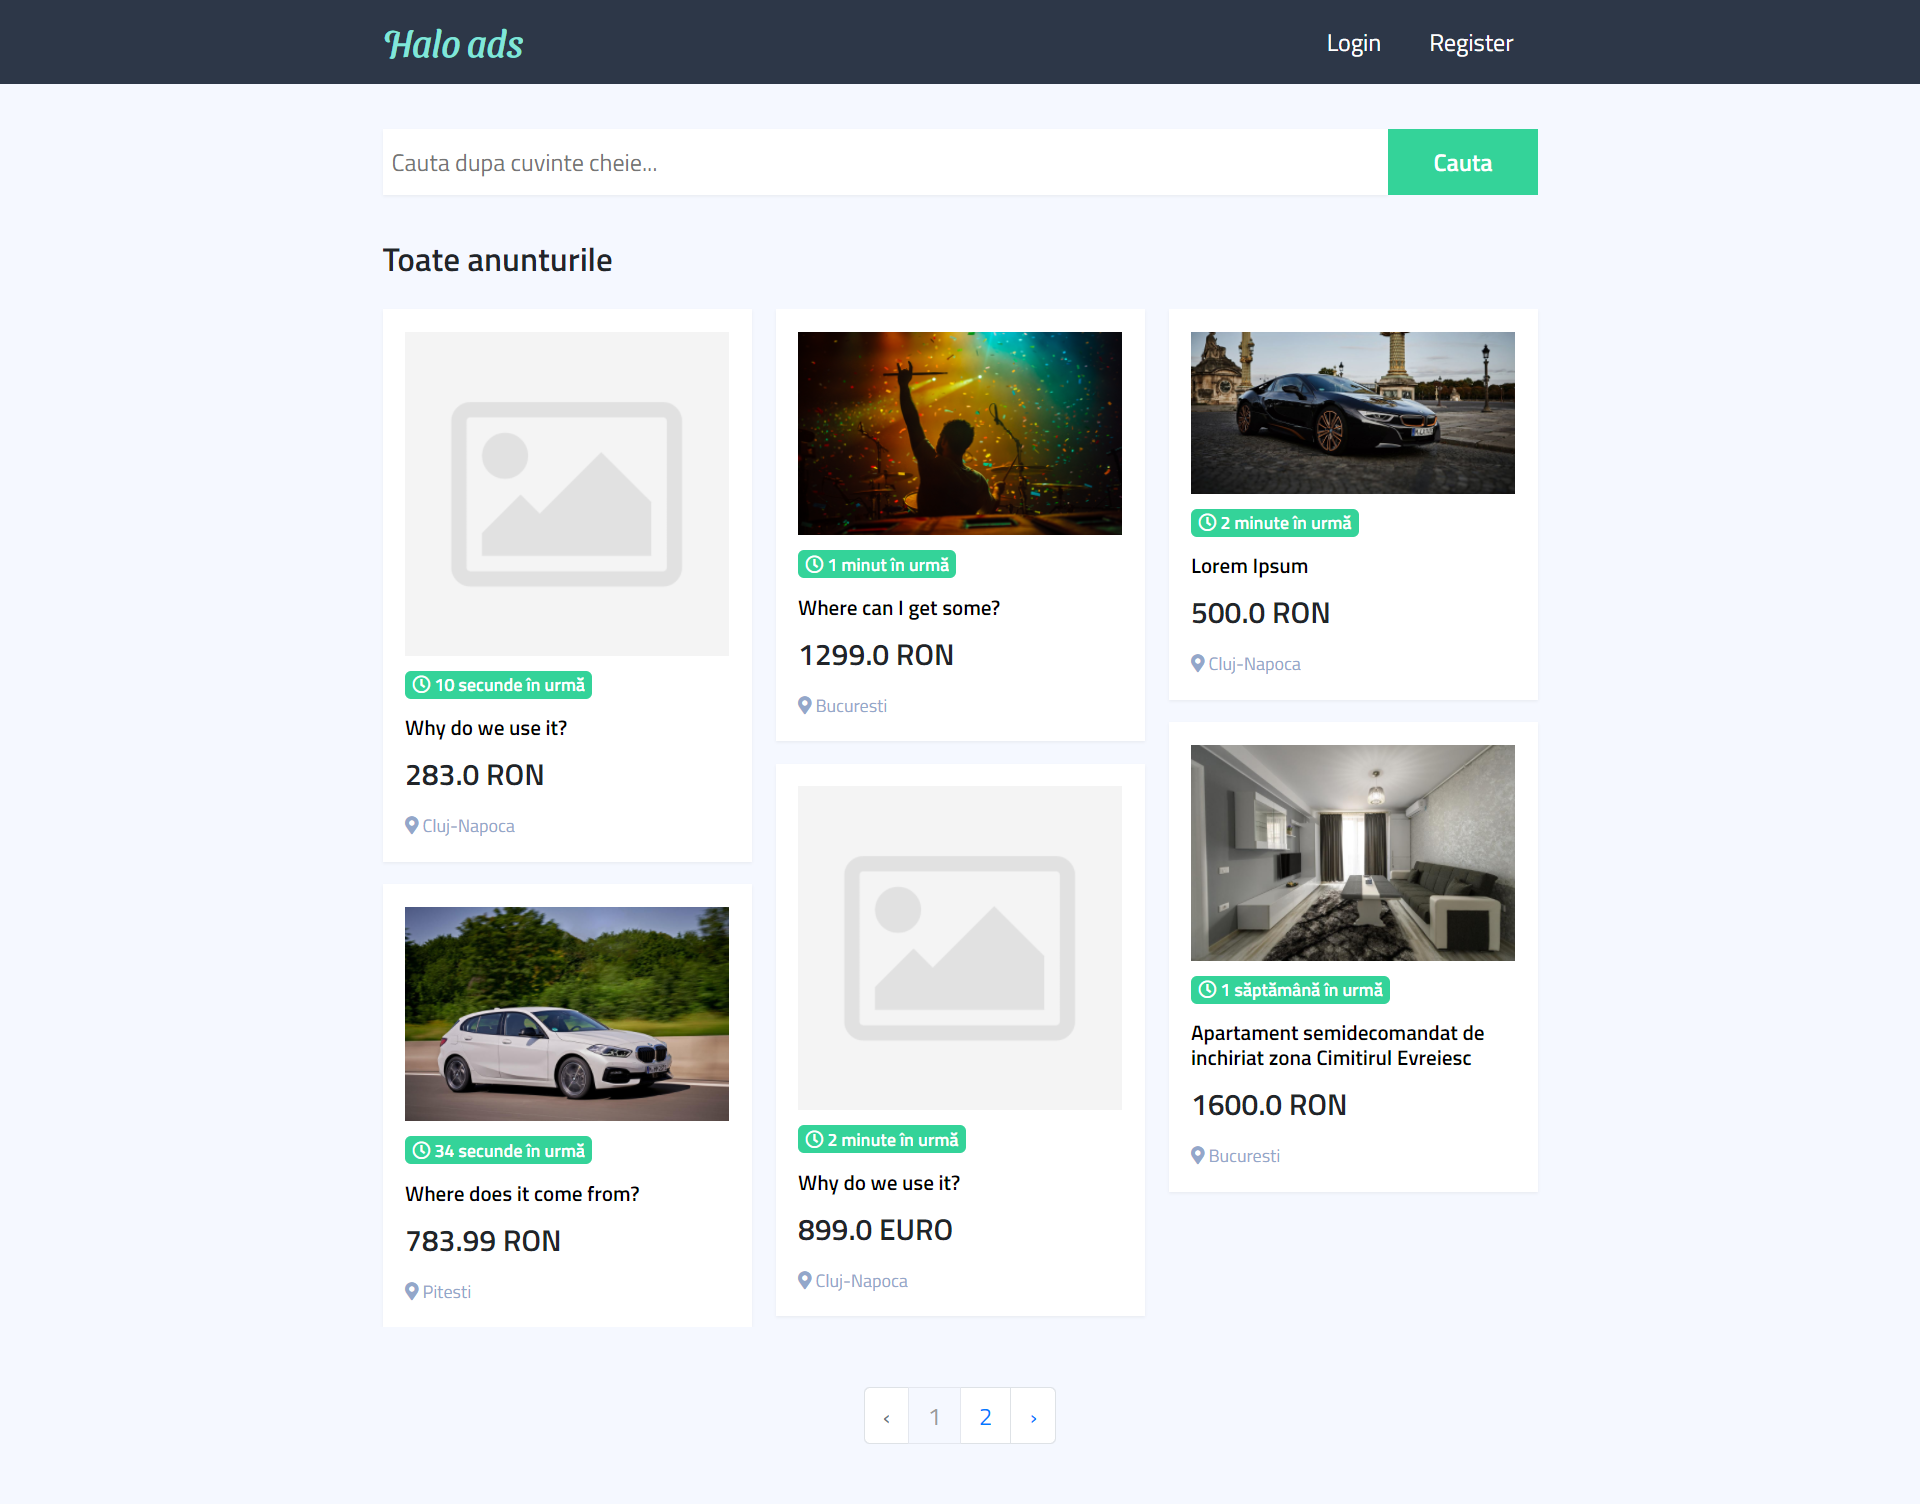 Halo ads
Login
Register
Cauta dupa cuvinte cheie...
Cauta
Toate anunturile
10 secunde în urmă
Why do we use it?
283.0 RON
Cluj-Napoca
34 secunde în urmă
Where does it come from?
783.99 RON
Pitesti
1 minut în urmă
Where can I get some?
1299.0 RON
Bucuresti
2 minute în urmă
Why do we use it?
899.0 EURO
Cluj-Napoca
2 minute în urmă
Lorem Ipsum
500.0 RON
Cluj-Napoca
1 săptămână în urmă
Apartament semidecomandat de
inchiriat zona Cimitirul Evreiesc
1600.0 RON
Bucuresti
‹ 1 2 ›